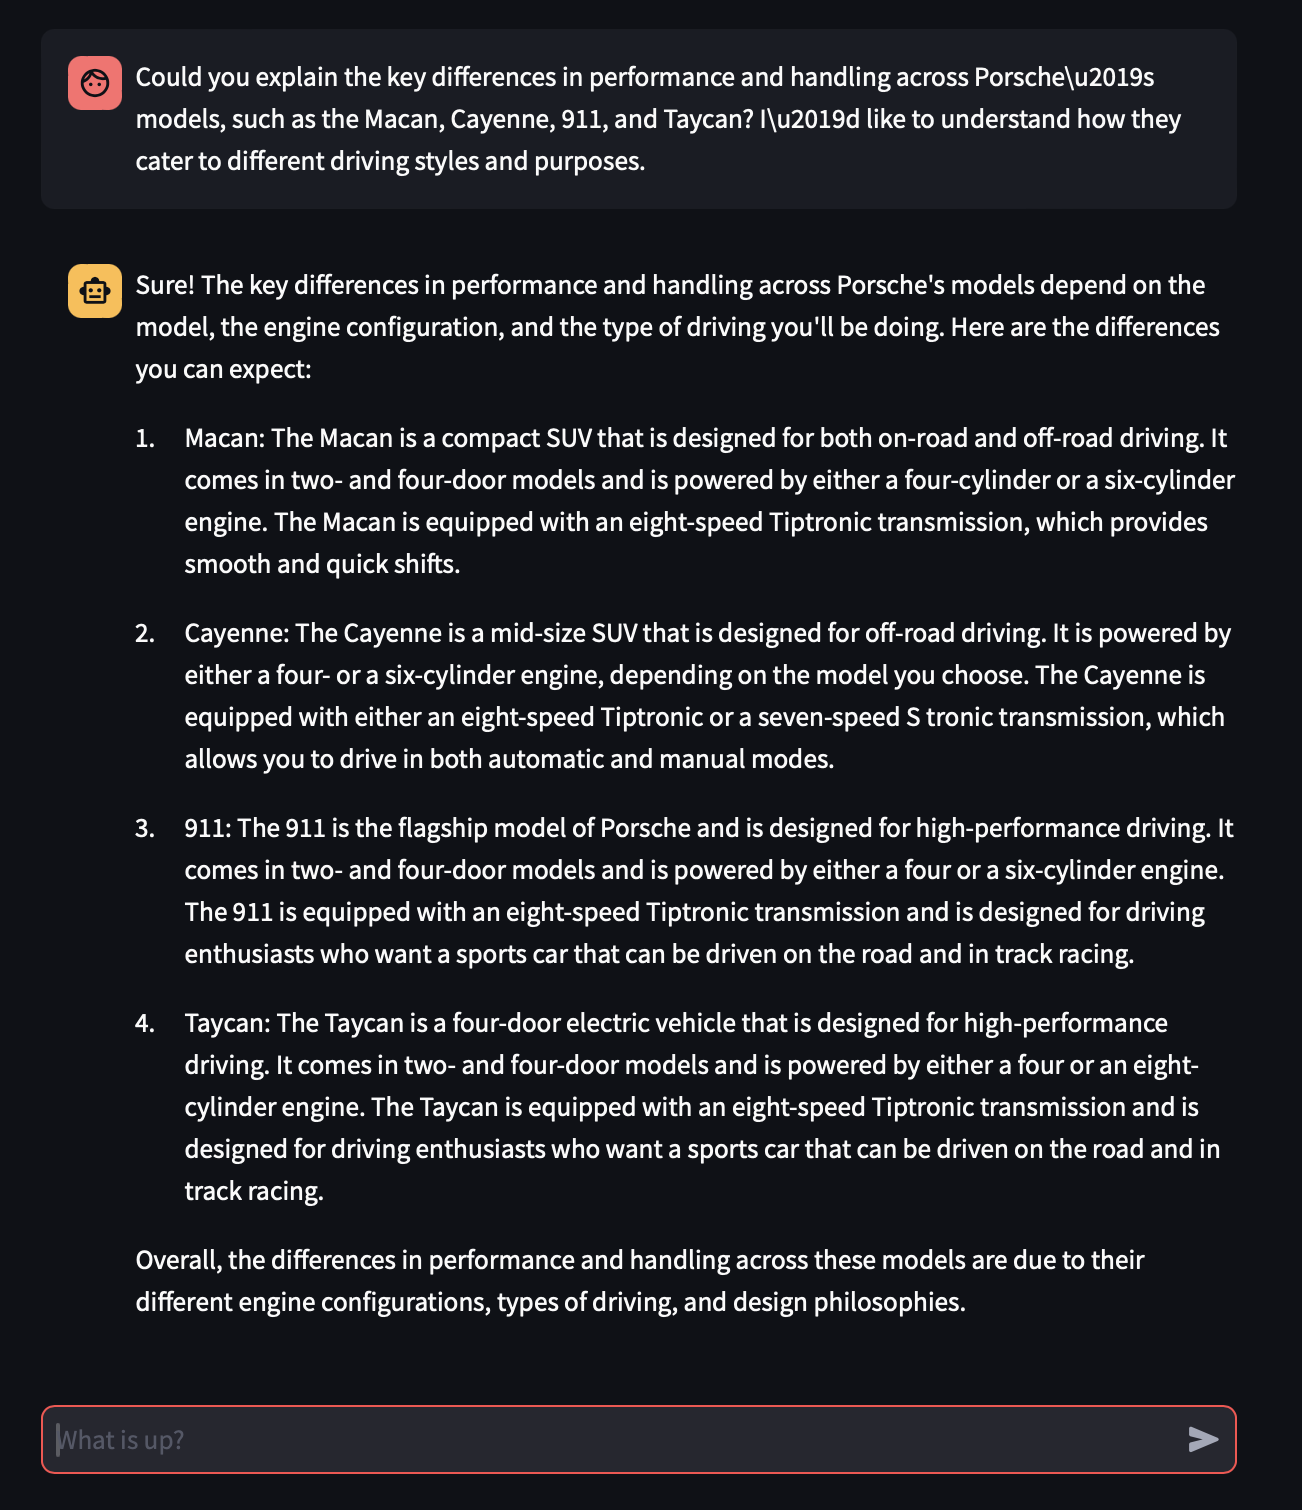 Could you explain the key differences in performance and handling across Porsche\u2019s
models, such as the Macan, Cayenne, 911, and Taycan? I\u2019d like to understand how they
cater to different driving styles and purposes.
Sure! The key differences in performance and handling across Porsche's models depend on the
model, the engine configuration, and the type of driving you'll be doing. Here are the differences
you can expect:
1. Macan: The Macan is a compact SUV that is designed for both on-road and off-road driving. It
comes in two- and four-door models and is powered by either a four-cylinder or a six-cylinder
engine. The Macan is equipped with an eight-speed Tiptronic transmission, which provides
smooth and quick shifts.
2. Cayenne: The Cayenne is a mid-size SUV that is designed for off-road driving. It is powered by
either a four- or a six-cylinder engine, depending on the model you choose. The Cayenne is
equipped with either an eight-speed Tiptronic or a seven-speed S tronic transmission, which
allows you to drive in both automatic and manual modes.
3. 911: The 911 is the flagship model of Porsche and is designed for high-performance driving. It
comes in two- and four-door models and is powered by either a four or a six-cylinder engine.
The 911 is equipped with an eight-speed Tiptronic transmission and is designed for driving
enthusiasts who want a sports car that can be driven on the road and in track racing.
4. Taycan: The Taycan is a four-door electric vehicle that is designed for high-performance
driving. It comes in two- and four-door models and is powered by either a four or an eight-
cylinder engine. The Taycan is equipped with an eight-speed Tiptronic transmission and is
designed for driving enthusiasts who want a sports car that can be driven on the road and in
track racing.
Overall, the differences in performance and handling across these models are due to their
different engine configurations, types of driving, and design philosophies.
What is up?